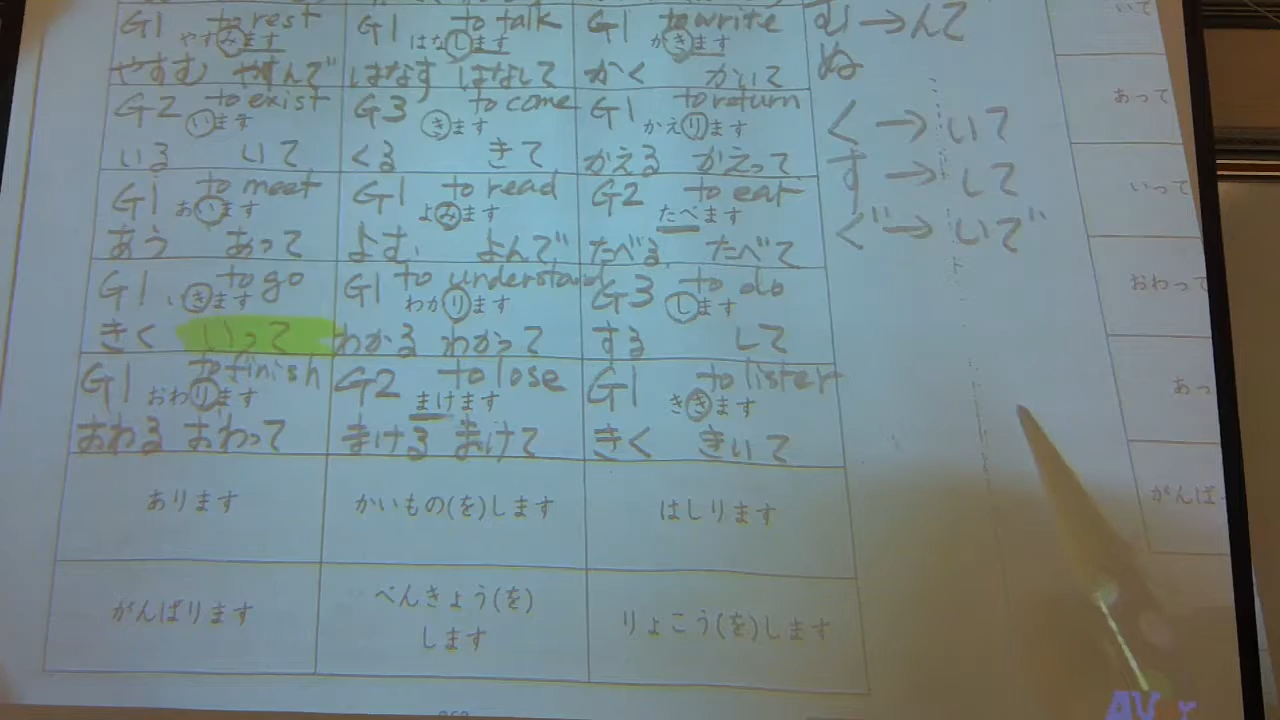 G1 to rest G1 to talk G1 to write
やすみます はなします かきます
やすむ やすんで はなす はなして かく かいて
G2 to exist G3 to come G1 to return
います きます かえります
いる いて くる きて かえる かえって
G1 to meet G1 to read G2 to eat
あいます よみます たべます
あう あって よむ よんで たべる たべて
G1 to go G1 to understand G3 to do
いきます わかります します
きく いって わかる わかって する して
G1 to finish G2 to lose G1 to listen
おわります まけます ききます
おわる おわって まける まけて きく きいて
あります かいもの(を)します はしります
がんばります べんきょう(を)
します りょこう(を)します
む→んで
ぬ
く→いて
す→して
ぐ→いで
いて
あって
いって
おわって
あっ
がんば